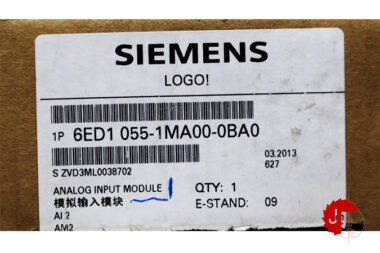 SIEMENS
LOGO!
1P 6ED1 055-1MA00-0BA0
S ZVD3ML0038702
03.2013
627
ANALOG INPUT MODULE
模拟输入模块
QTY: 1
AI 2
E-STAND: 09
AM2